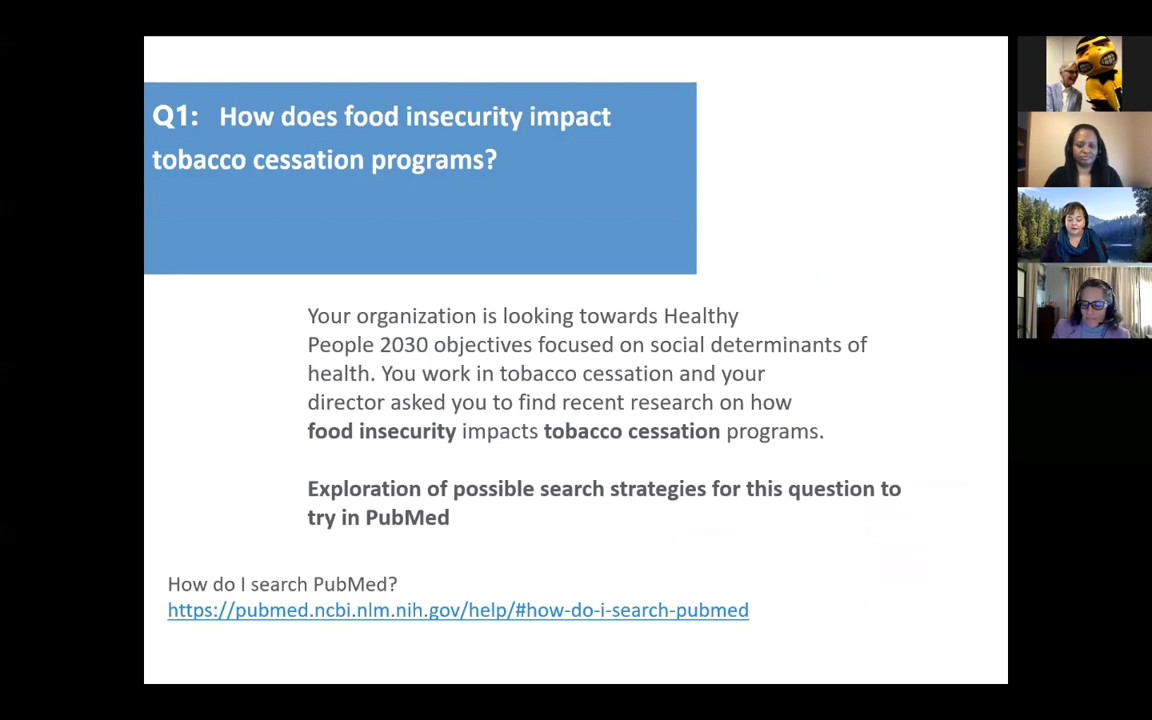 Q1: How does food insecurity impact
tobacco cessation programs?
Your organization is looking towards Healthy
People 2030 objectives focused on social determinants of
health. You work in tobacco cessation and your
director asked you to find recent research on how
food insecurity impacts tobacco cessation programs.
Exploration of possible search strategies for this question to
try in PubMed
How do I search PubMed?
https://pubmed.ncbi.nlm.nih.gov/help/#how-do-i-search-pubmed